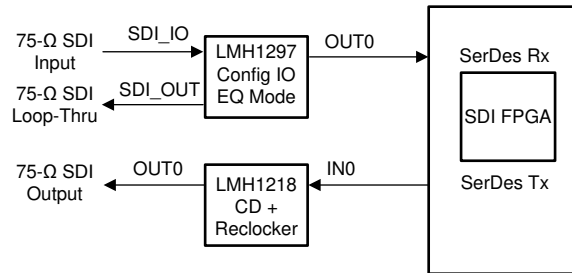 75-Ω SDI
Input
SDI_IO
LMH1297
Config IO
EQ Mode
OUT0
75-Ω SDI
Loop-Thru
SDI_OUT
SerDes Rx
SDI FPGA
SerDes Tx
75-Ω SDI
Output
OUT0
LMH1218
CD +
Reclocker
IN0